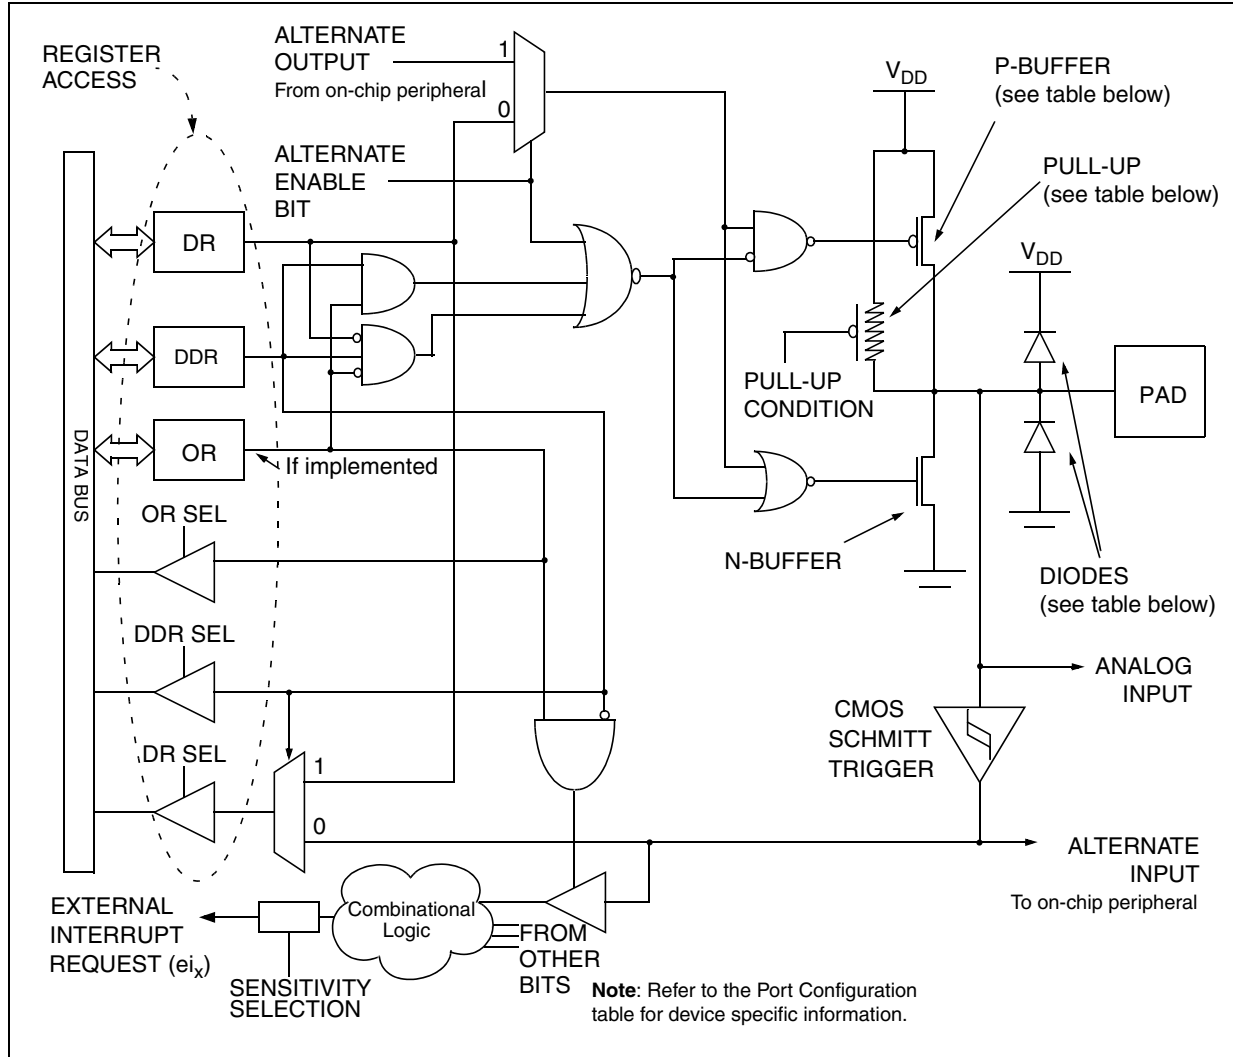 REGISTER
ACCESS
ALTERNATE
OUTPUT
From on-chip peripheral
1
0
ALTERNATE
ENABLE
BIT
VDD
P-BUFFER
(see table below)
PULL-UP
(see table below)
VDD
DR
DDR
OR
If implemented
PULL-UP
CONDITION
PAD
DATA BUS
OR SEL
DDR SEL
DR SEL
1
0
N-BUFFER
DIODES
(see table below)
ANALOG
INPUT
CMOS
SCHMITT
TRIGGER
ALTERNATE
INPUT
To on-chip peripheral
EXTERNAL
INTERRUPT
REQUEST (eix)
Combinational
Logic
SENSITIVITY
SELECTION
FROM
OTHER
BITS
Note: Refer to the Port Configuration
table for device specific information.